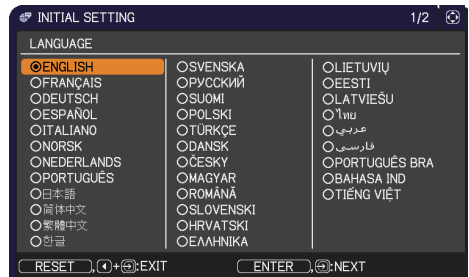 INITIAL SETTING 1/2
LANGUAGE
ENGLISH
FRANÇAIS
DEUTSCH
ESPAÑOL
ITALIANO
NORSK
NEDERLANDS
PORTUGUÊS
日本語
简体中文
繁體中文
한글
SVENSKA
РУССКИЙ
SUOMI
POLSKI
TÜRKÇE
DANSK
ČESKY
MAGYAR
ROMÂNĂ
SLOVENSKI
HRVATSKI
ΕΛΛΗΝΙΚΑ
LIETUVIŲ
EESTI
LATVIEŠU
ไทย
عربي
فارسی
PORTUGUÊS BRA
BAHASA IND
TIẾNG VIỆT
RESET , + :EXIT ENTER , :NEXT